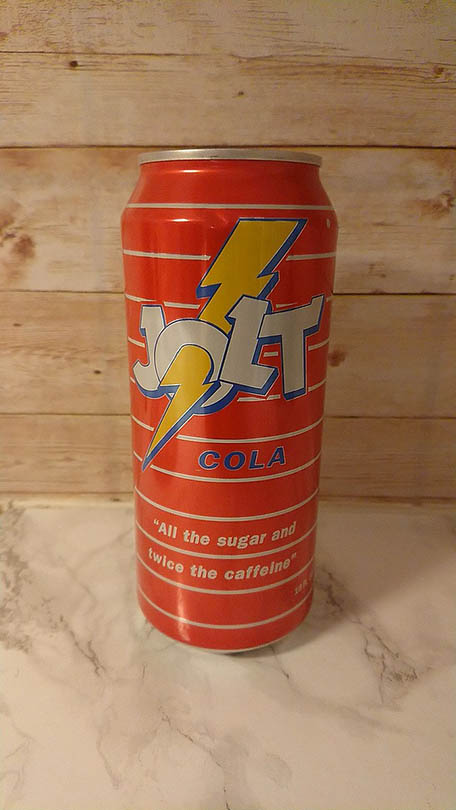 JOLT
COLA
"All the sugar and
twice the caffeine"